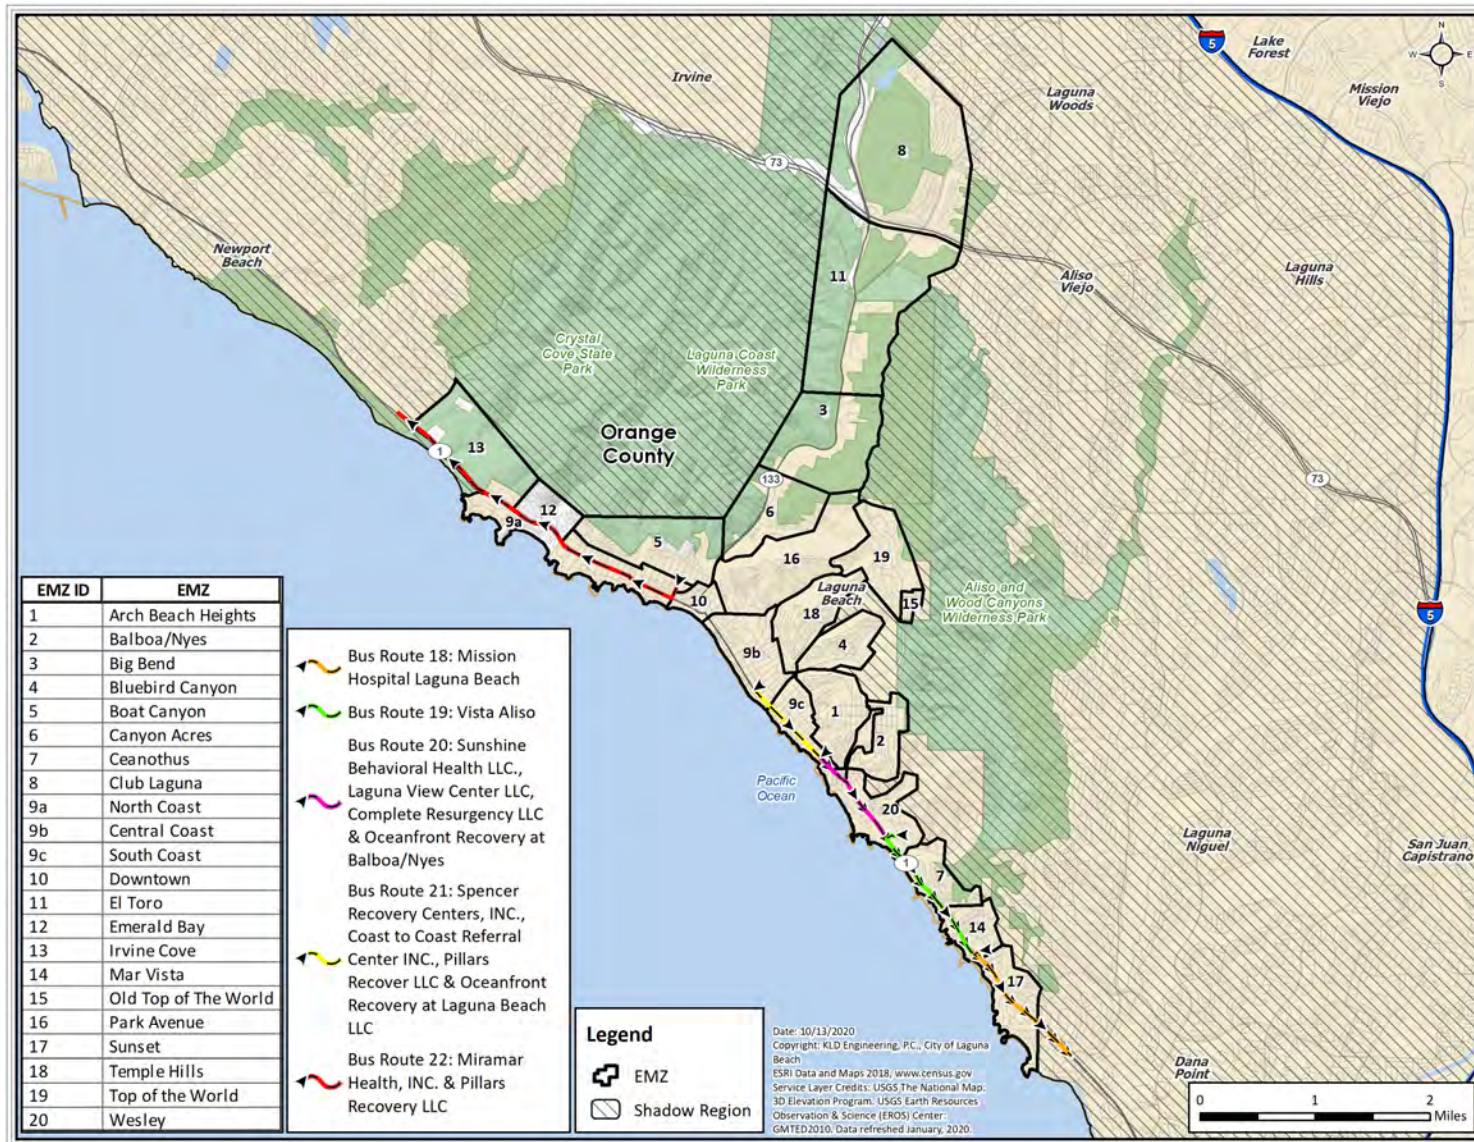 N
W
E
S
5
Lake
Forest
Mission
Viejo
Irvine
Laguna
Woods
8
73
Newport
Beach
11
Aliso
Viejo
Laguna
Hills
Crystal
Cove State
Park
Laguna Coast
Wilderness
Park
3
Orange
County
13
1
133
73
6
12
9a
5
16
19
Laguna
Beach
Aliso and
Wood Canyons
Wilderness Park
15
10
18
4
5
9b
9c
1
2
Pacific
Ocean
20
Laguna
Niguel
San Juan
Capistrano
1
7
14
17
Dana
Point
EMZ ID EMZ
1 Arch Beach Heights
2 Balboa/Nyes
3 Big Bend
4 Bluebird Canyon
5 Boat Canyon
6 Canyon Acres
7 Ceanothus
8 Club Laguna
9a North Coast
9b Central Coast
9c South Coast
10 Downtown
11 El Toro
12 Emerald Bay
13 Irvine Cove
14 Mar Vista
15 Old Top of The World
16 Park Avenue
17 Sunset
18 Temple Hills
19 Top of the World
20 Wesley
Bus Route 18: Mission
Hospital Laguna Beach
Bus Route 19: Vista Aliso
Bus Route 20: Sunshine
Behavioral Health LLC.,
Laguna View Center LLC,
Complete Resurgency LLC
& Oceanfront Recovery at
Balboa/Nyes
Bus Route 21: Spencer
Recovery Centers, INC.,
Coast to Coast Referral
Center INC., Pillars
Recover LLC & Oceanfront
Recovery at Laguna Beach
LLC
Bus Route 22: Miramar
Health, INC. & Pillars
Recovery LLC
Legend
EMZ
Shadow Region
Date: 10/13/2020
Copyright: KLD Engineering, P.C., City of Laguna
Beach
ESRI Data and Maps 2018, www.census.gov
Service Layer Credits: USGS The National Map:
3D Elevation Program. USGS Earth Resources
Observation & Science (EROS) Center:
GMTED2010. Data refreshed January, 2020.
0 1 2
Miles